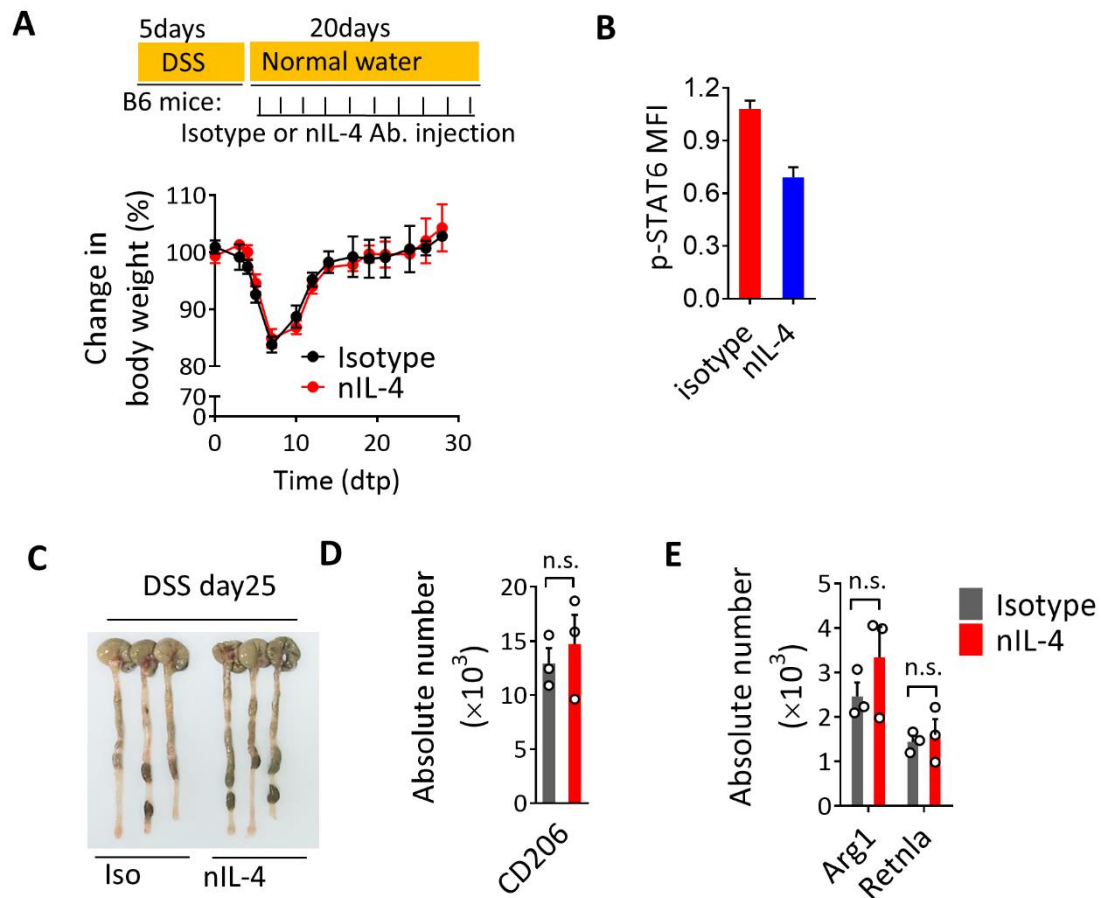 A
5days
20days
DSS
Normal water
B6 mice:
Isotype or nIL-4 Ab. injection
Change in
body weight (%)
110
100
90
80
70
0
Isotype
nIL-4
0
10
20
30
Time (dtp)
B
p-STAT6 MFI
1.2
0.9
0.6
0.3
0.0
isotype
nIL-4
C
DSS day25
Iso
nIL-4
D
Absolute number
(×10³)
n.s.
20
15
10
5
0
CD206
E
Absolute number
(×10³)
n.s.
n.s.
5
4
3
2
1
0
Arg1
Retnla
Isotype
nIL-4